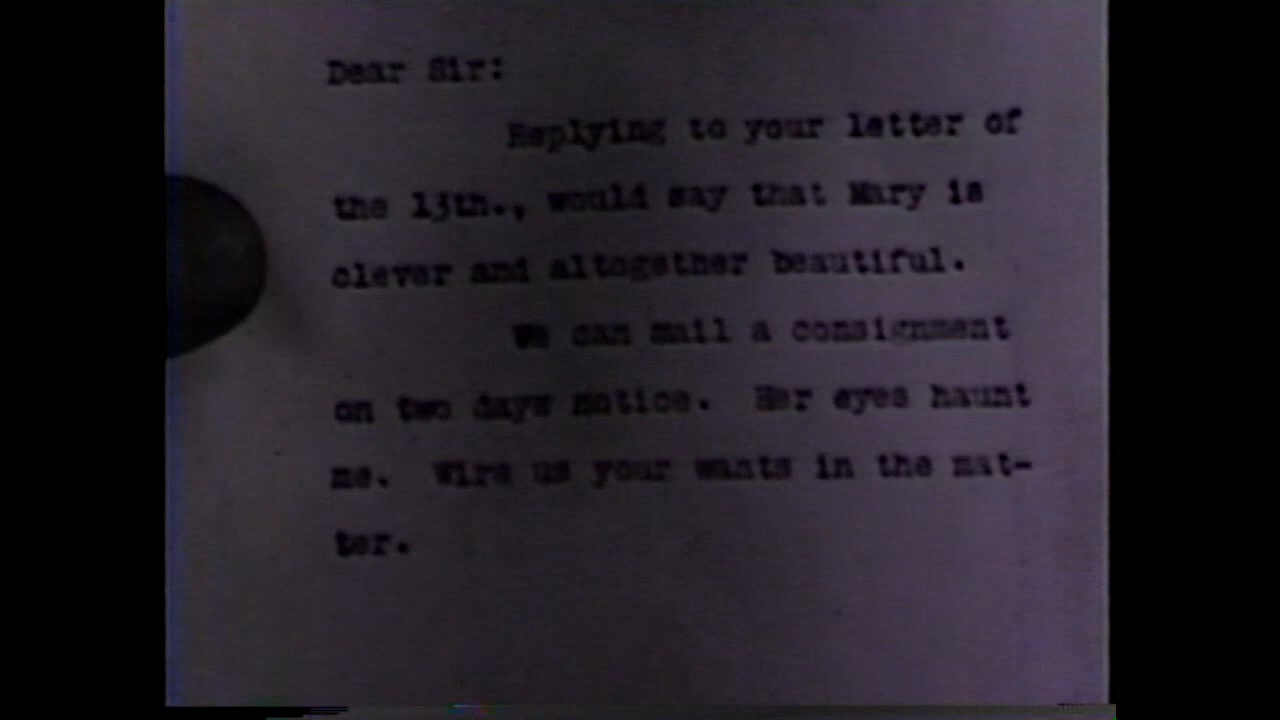 Dear Sir:
Replying to your letter of
the 13th., would say that Mary is
clever and altogether beautiful.
We can mail a consignment
on two days notice. Her eyes haunt
me. Wire us your wants in the mat-
ter.